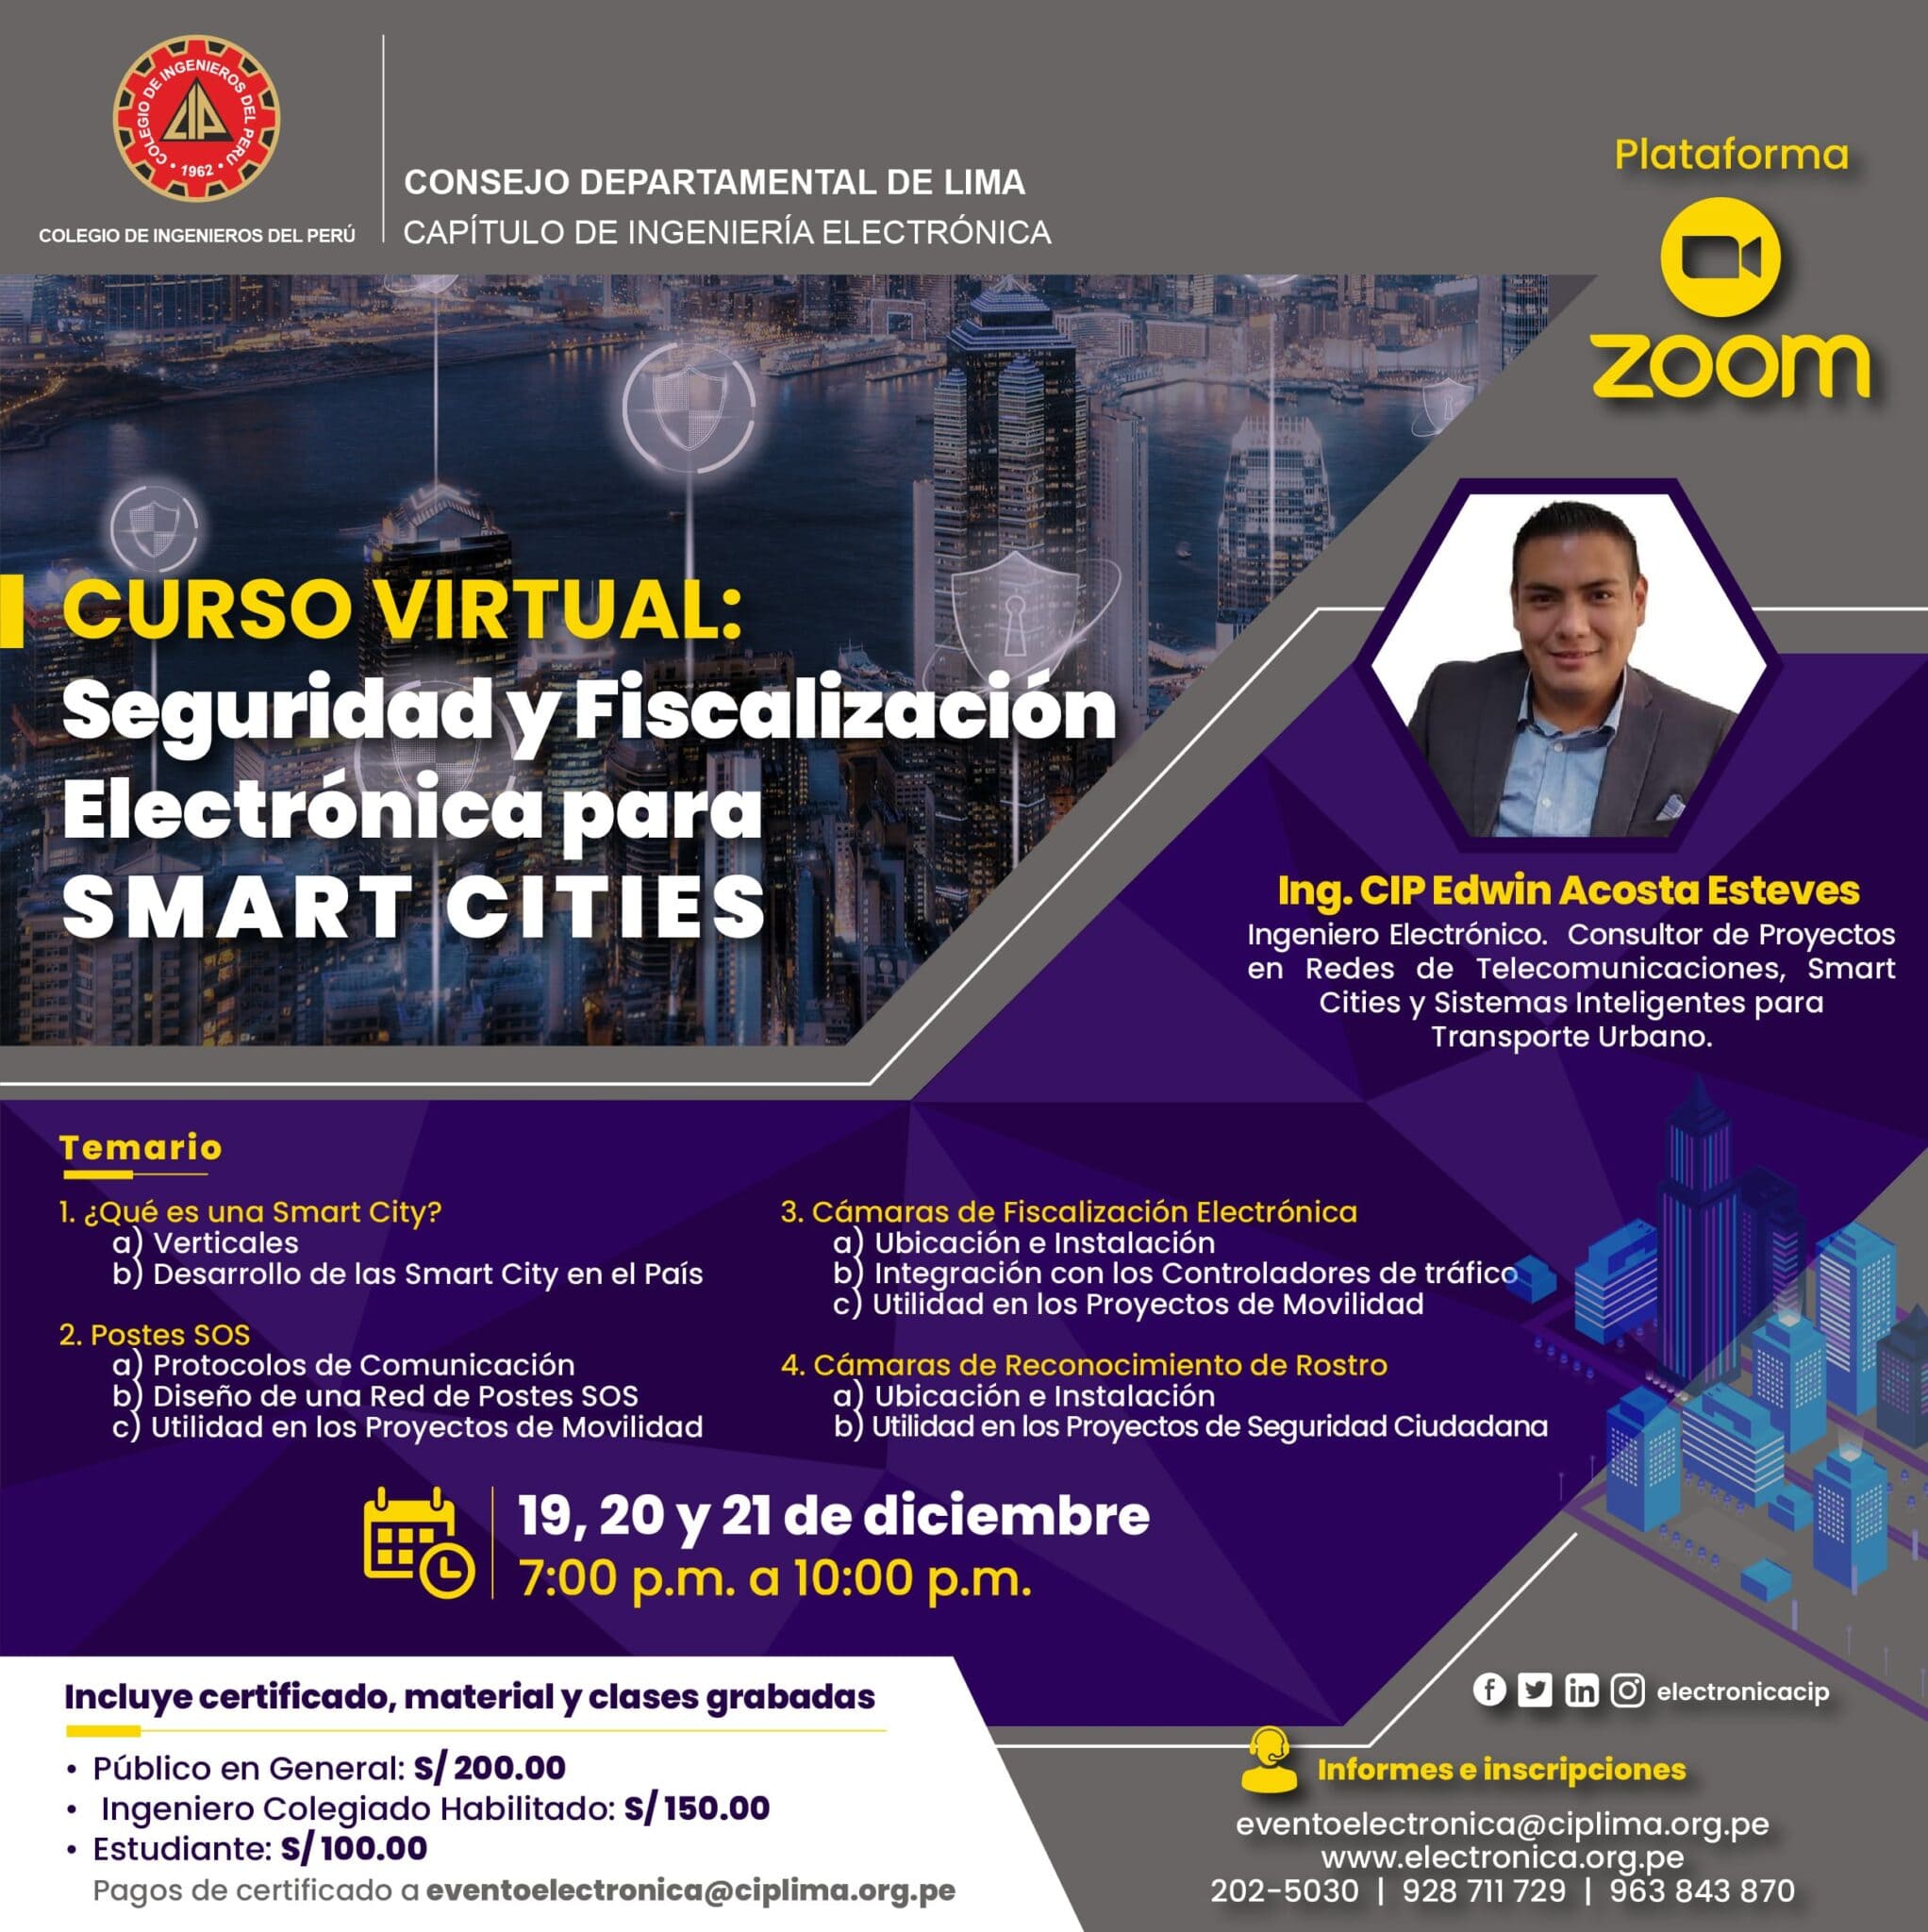 COLEGIO DE INGENIEROS DEL PERU
CIP
1962
COLEGIO DE INGENIEROS DEL PERÚ
CONSEJO DEPARTAMENTAL DE LIMA
CAPÍTULO DE INGENIERÍA ELECTRÓNICA
Plataforma
zoom
CURSO VIRTUAL:
Seguridad y Fiscalización
Electrónica para
SMART CITIES
Ing. CIP Edwin Acosta Esteves
Ingeniero Electrónico. Consultor de Proyectos
en Redes de Telecomunicaciones, Smart
Cities y Sistemas Inteligentes para
Transporte Urbano.
Temario
1. ¿Qué es una Smart City?
a) Verticales
b) Desarrollo de las Smart City en el País
2. Postes SOS
a) Protocolos de Comunicación
b) Diseño de una Red de Postes SOS
c) Utilidad en los Proyectos de Movilidad
3. Cámaras de Fiscalización Electrónica
a) Ubicación e Instalación
b) Integración con los Controladores de tráfico
c) Utilidad en los Proyectos de Movilidad
4. Cámaras de Reconocimiento de Rostro
a) Ubicación e Instalación
b) Utilidad en los Proyectos de Seguridad Ciudadana
19, 20 y 21 de diciembre
7:00 p.m. a 10:00 p.m.
Incluye certificado, material y clases grabadas
• Público en General: S/ 200.00
• Ingeniero Colegiado Habilitado: S/ 150.00
• Estudiante: S/ 100.00
Pagos de certificado a eventoelectronica@ciplima.org.pe
electronicacip
Informes e inscripciones
eventoelectronica@ciplima.org.pe
www.electronica.org.pe
202-5030 | 928 711 729 | 963 843 870